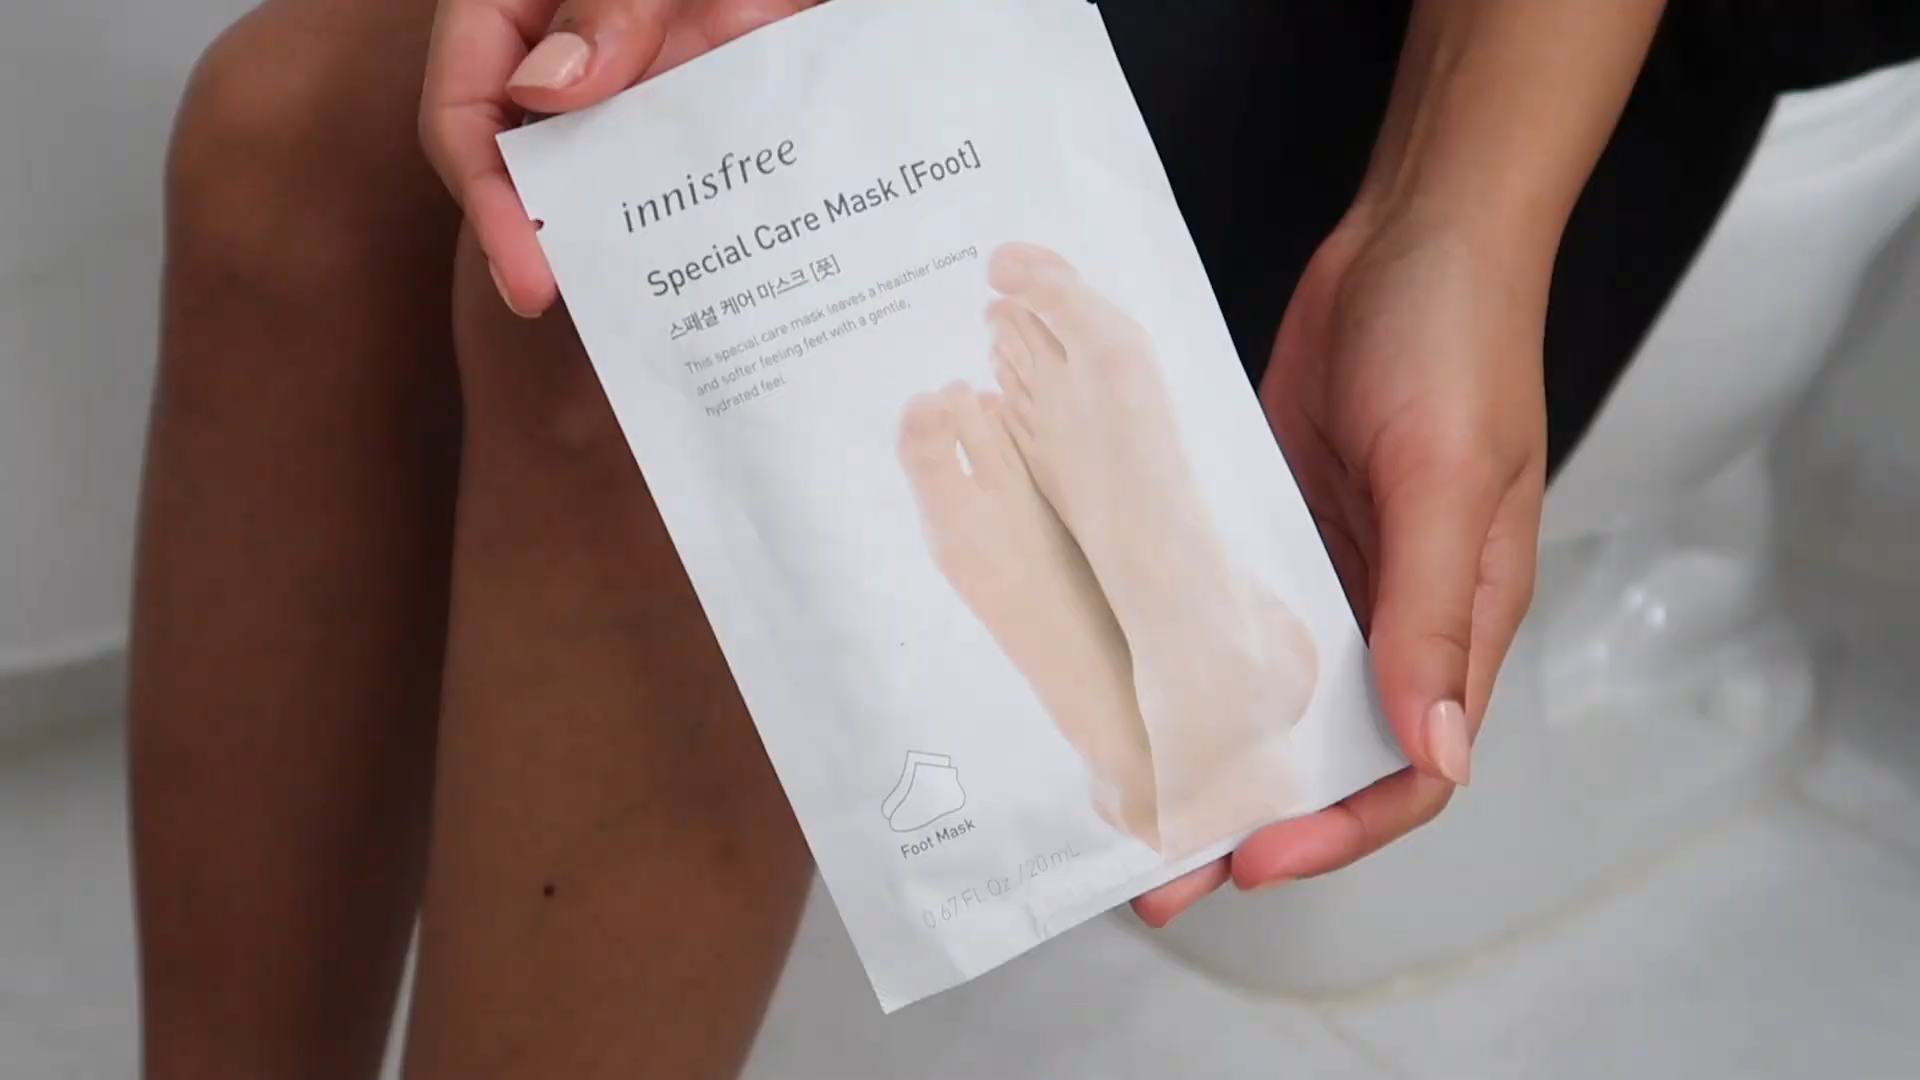 innisfree
Special Care Mask [Foot]
스페셜 케어 마스크 [풋]
This special care mask leaves a healthier looking
and softer feeling feet with a gentle,
hydrated feel.
Foot Mask
0.67 FL Oz / 20 mL